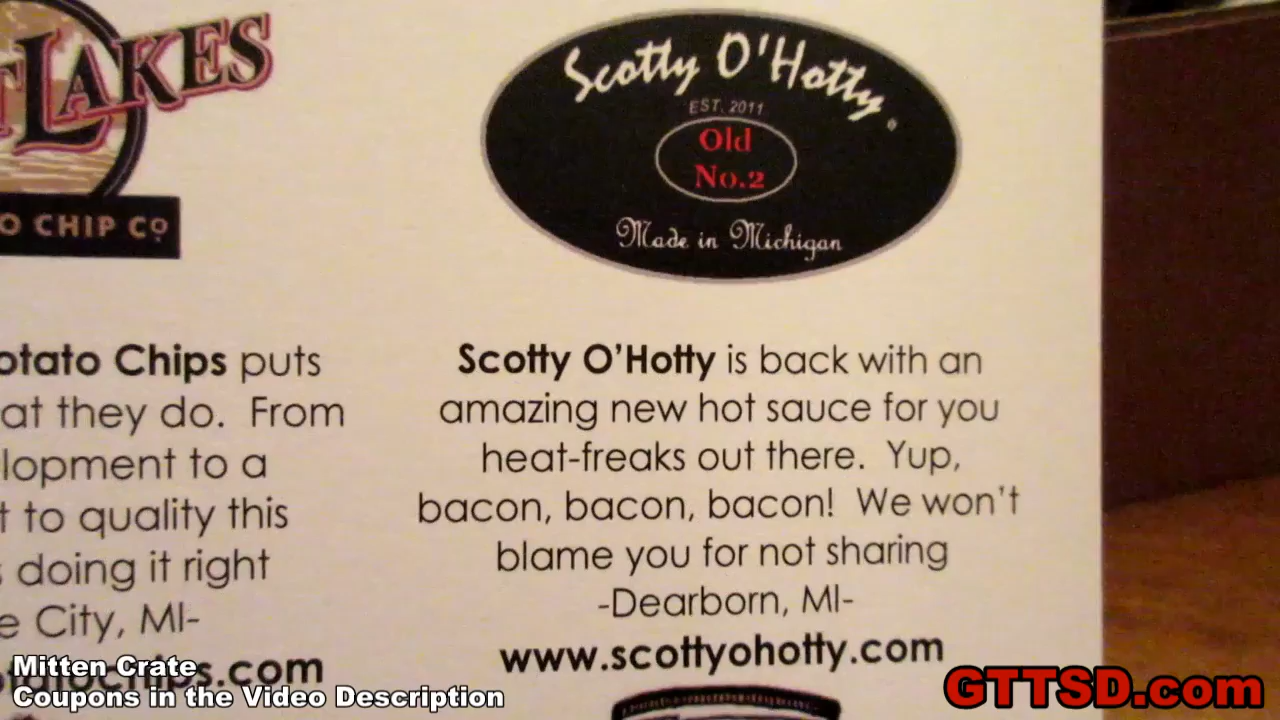 LAKES
O CHIP Cº
otato Chips puts
at they do. From
lopment to a
t to quality this
s doing it right
e City, MI-
chips.com
Scotty O'Hotty
EST. 2011
Old
No.2
Made in Michigan
Scotty O'Hotty is back with an
amazing new hot sauce for you
heat-freaks out there. Yup,
bacon, bacon, bacon! We won't
blame you for not sharing
-Dearborn, MI-
www.scottyohotty.com
Mitten Crate
Coupons in the Video Description
GTTSD.com